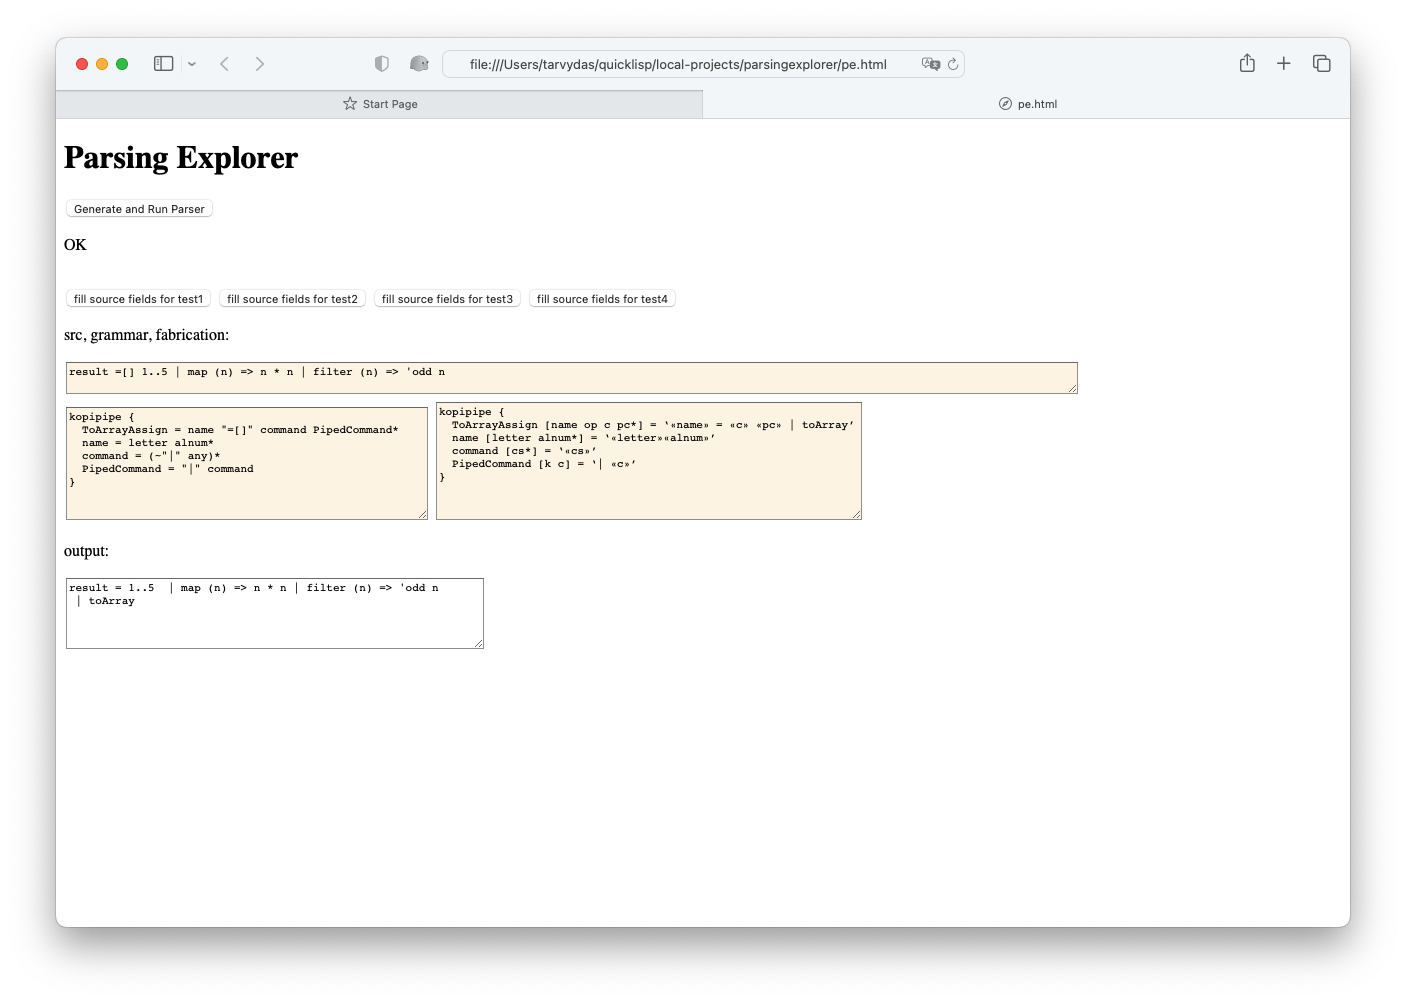 file:///Users/tarvydas/quicklisp/local-projects/parsingexplorer/pe.html
Start Page
pe.html
Parsing Explorer
Generate and Run Parser
OK
fill source fields for test1
fill source fields for test2
fill source fields for test3
fill source fields for test4
src, grammar, fabrication:
result =[] 1..5 | map (n) => n * n | filter (n) => 'odd n
kopipipe {
  ToArrayAssign = name "=[]" command PipedCommand*
  name = letter alnum*
  command = (~"|" any)*
  PipedCommand = "|" command
}
kopipipe {
  ToArrayAssign [name op c pc*] = ‛«name» = «c» «pc» | toArray’
  name [letter alnum*] = ‛«letter»«alnum»’
  command [cs*] = ‛«cs»’
  PipedCommand [k c] = ‛| «c»’
}
output:
result = 1..5  | map (n) => n * n | filter (n) => 'odd n
 | toArray